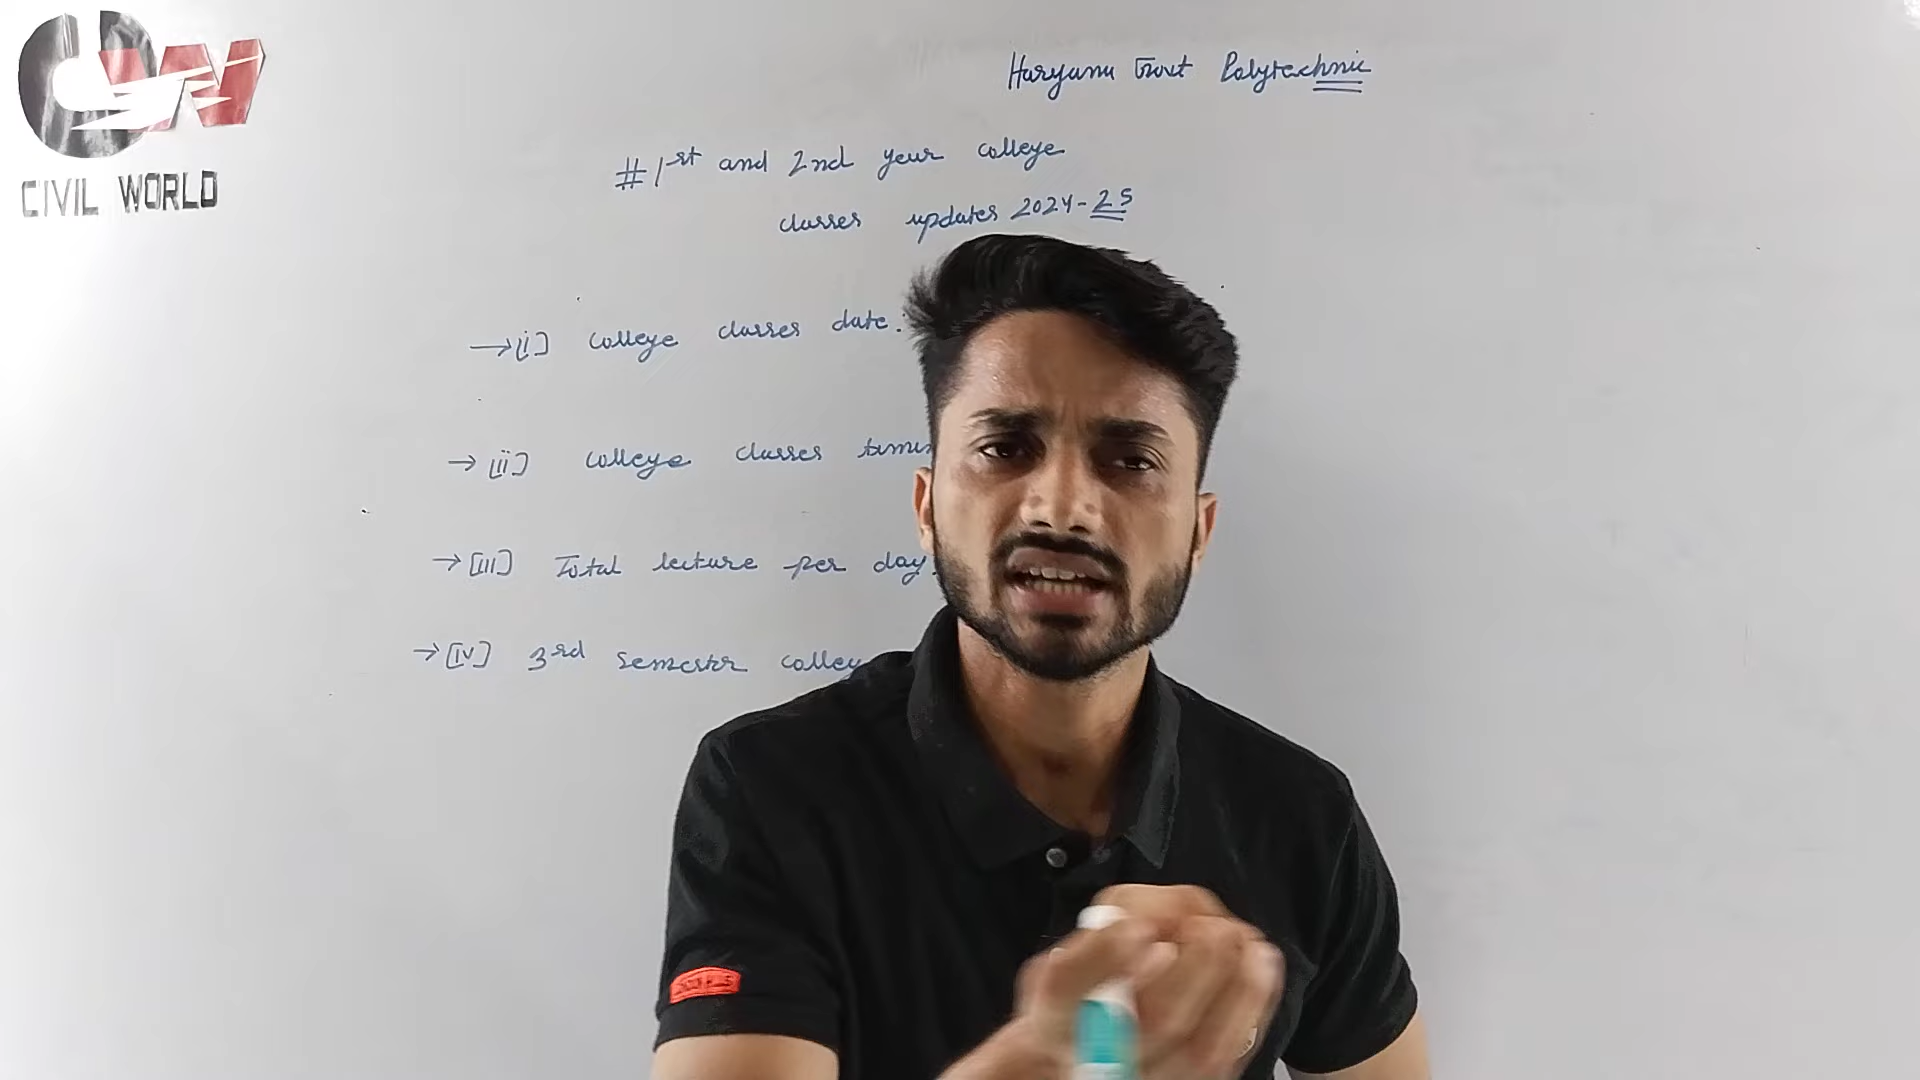 CW
CIVIL WORLD
Haryana Govt Polytechnic
# 1st and 2nd year college
classes updates 2024-25
→ [i] college classes date.
→ [ii] college classes
→ [iii] Total lecture per day
→ [iv] 3rd semester